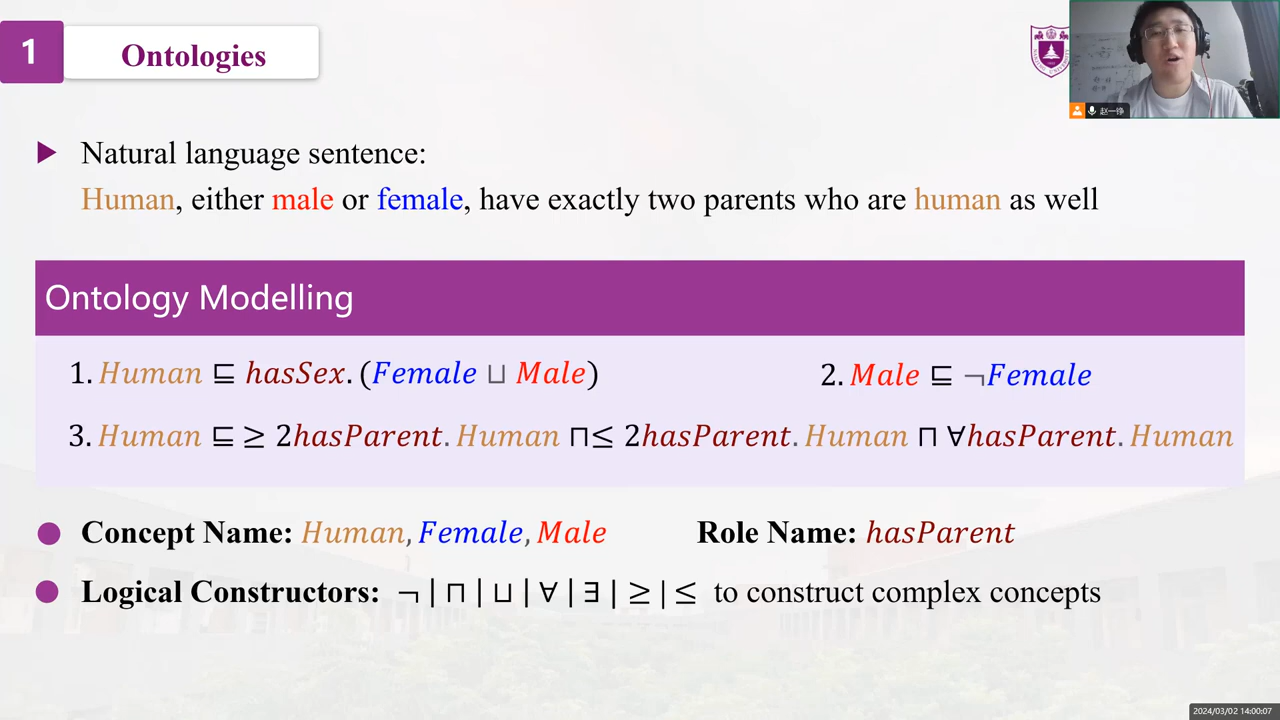 1
Ontologies
赵一铮
Natural language sentence:
Human, either male or female, have exactly two parents who are human as well
Ontology Modelling
1. Human ⊑ hasSex. (Female ⊔ Male)
2. Male ⊑ ¬Female
3. Human ⊑ ≥ 2hasParent. Human ⊓≤ 2hasParent. Human ⊓ ∀hasParent. Human
Concept Name: Human, Female, Male
Role Name: hasParent
Logical Constructors: ¬ | ⊓ | ⊔ | ∀ | ∃ | ≥ | ≤ to construct complex concepts
2024/03/02 14:00:07